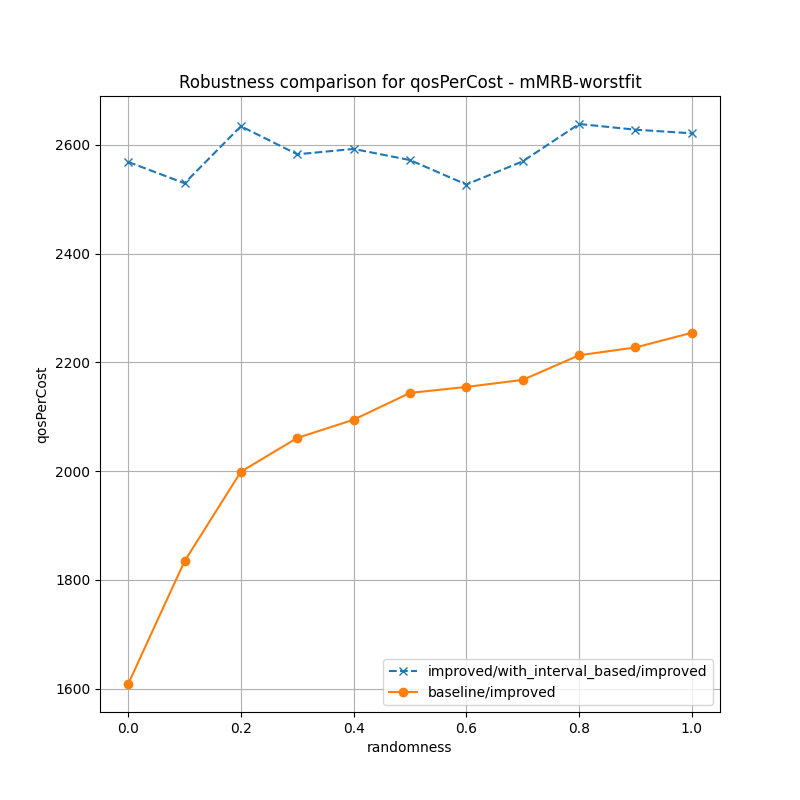 Robustness comparison for qosPerCost - mMRB-worstfit
qosPerCost
2600
2400
2200
2000
1800
1600
0.0 0.2 0.4 0.6 0.8 1.0
randomness
improved/with_interval_based/improved
baseline/improved